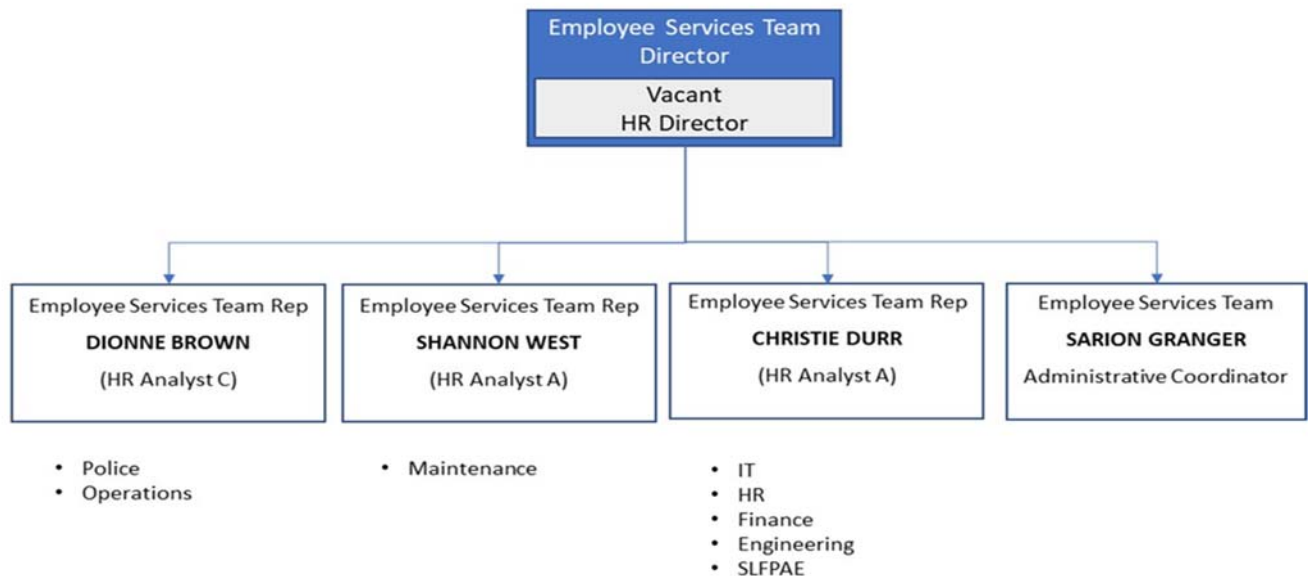 Employee Services Team
Director
Vacant
HR Director
Employee Services Team Rep
DIONNE BROWN
(HR Analyst C)
Employee Services Team Rep
SHANNON WEST
(HR Analyst A)
Employee Services Team Rep
CHRISTIE DURR
(HR Analyst A)
Employee Services Team
SARION GRANGER
Administrative Coordinator
• Police
• Operations
• Maintenance
• IT
• HR
• Finance
• Engineering
• SLFPAE